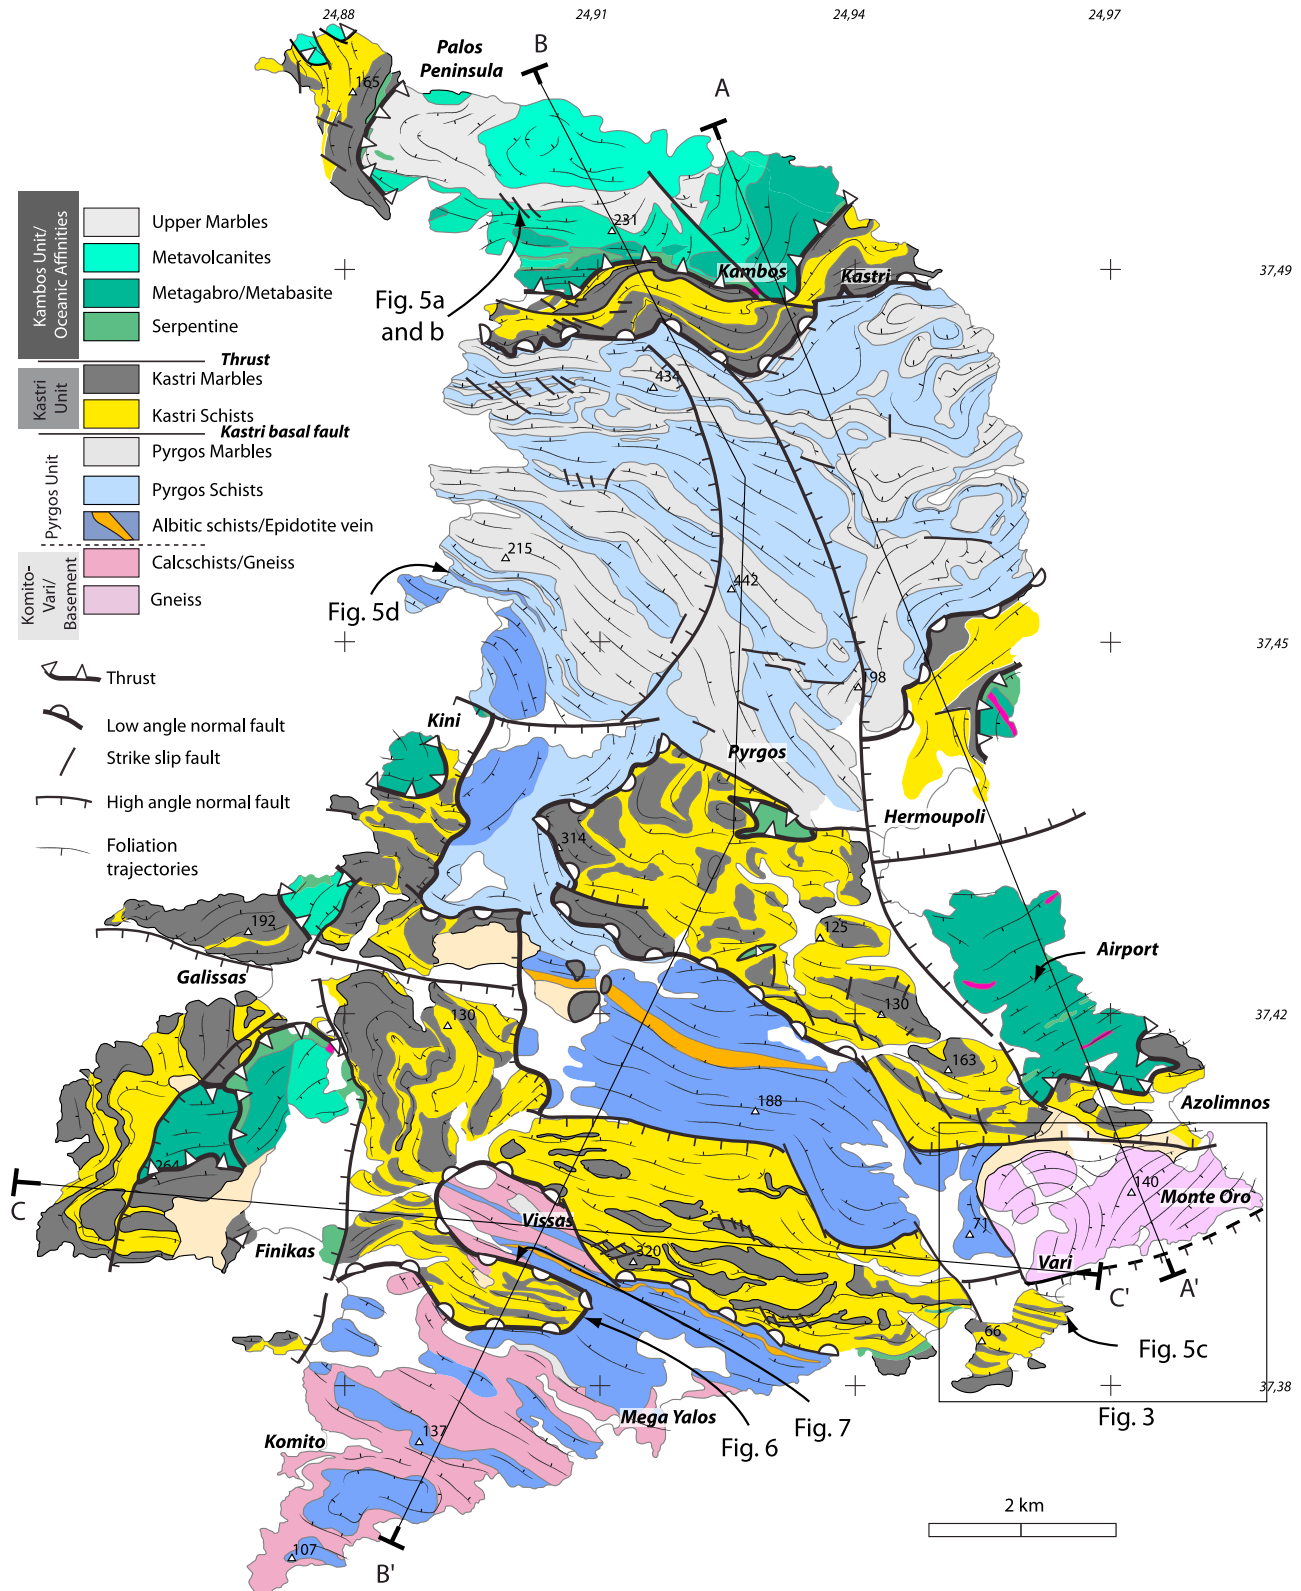 24,88
24,91
24,94
24,97
Palos
Peninsula
B
A
165
231
Kambos
Kastri
37,49
Fig. 5a
and b
Kambos Unit/
Oceanic Affinities
Upper Marbles
Metavolcanites
Metagabro/Metabasite
Serpentine
Thrust
Kastri
Unit
Kastri Marbles
Kastri Schists
Kastri basal fault
Pyrgos Unit
Pyrgos Marbles
Pyrgos Schists
Albitic schists/Epidotite vein
Komito-
Vari/
Basement
Calcschists/Gneiss
Gneiss
Thrust
Low angle normal fault
Strike slip fault
High angle normal fault
Foliation
trajectories
434
215
442
Fig. 5d
37,45
198
Kini
Pyrgos
Hermoupoli
314
192
125
Airport
Galissas
130
130
37,42
163
188
Azolimnos
264
C
140
Monte Oro
Vissas
71
Finikas
320
Vari
C'
A'
66
Fig. 5c
37,38
Mega Yalos
Fig. 7
Fig. 3
137
Komito
Fig. 6
2 km
107
B'